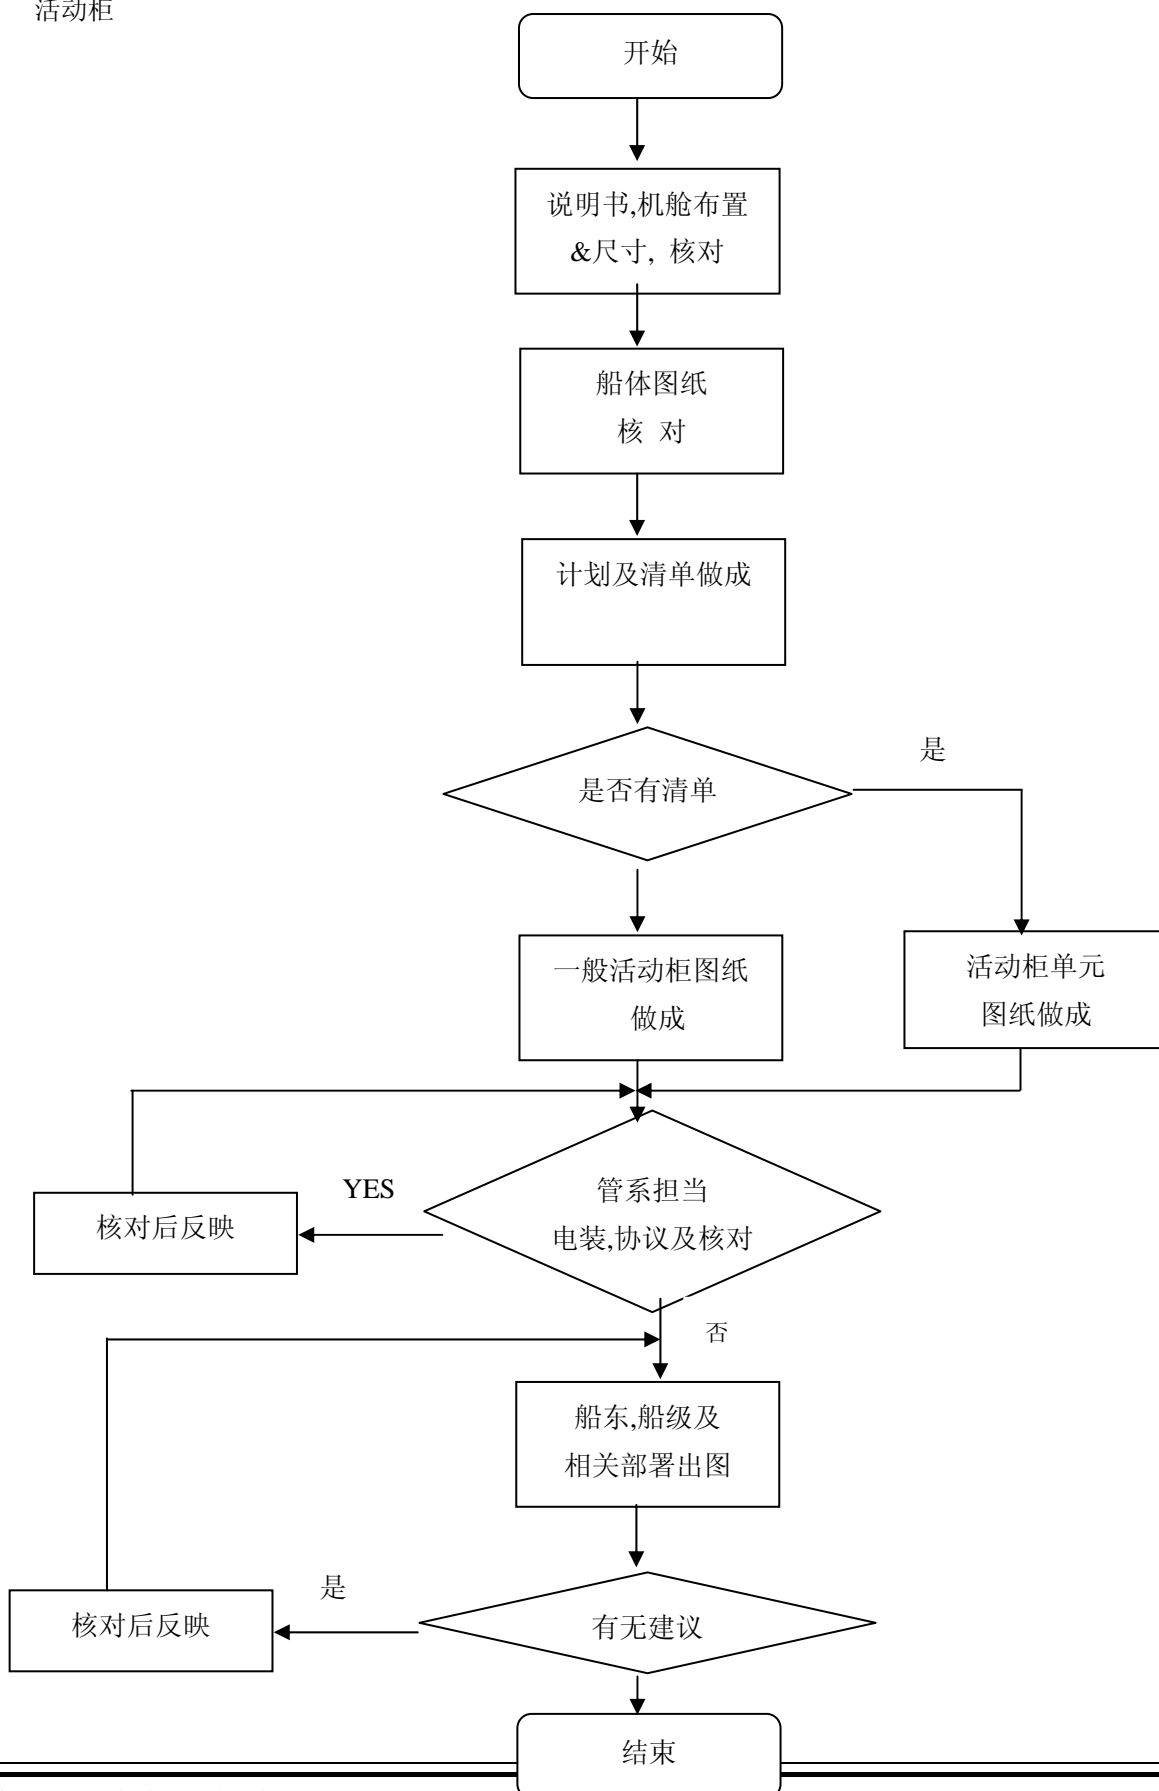 活动柜
开始
说明书,机舱布置
&尺寸, 核对
船体图纸
核 对
计划及清单做成
是
是否有清单
一般活动柜图纸
做成
活动柜单元
图纸做成
YES
管系担当
电装,协议及核对
核对后反映
否
船东,船级及
相关部署出图
是
核对后反映
有无建议
结束